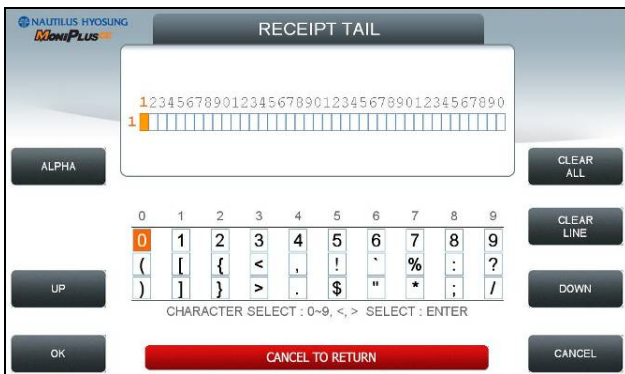 NAUTILUS HYOSUNG
MoniPlus CE
RECEIPT TAIL
1234567890123456789012345678901234567890
1
ALPHA
CLEAR
ALL
0 1 2 3 4 5 6 7 8 9
CLEAR
LINE
0 1 2 3 4 5 6 7 8 9
( [ { < , ! ` % : ?
) ] } > . $ " * ; /
UP
DOWN
CHARACTER SELECT : 0~9, <, > SELECT : ENTER
OK
CANCEL TO RETURN
CANCEL